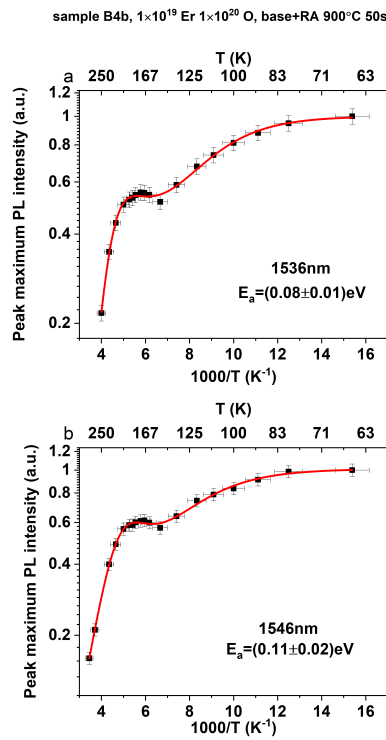 sample B4b, 1×10¹⁹ Er 1×10²⁰ O, base+RA 900°C 50s
T (K)
a 250 167 125 100 83 71 63
Peak maximum PL intensity (a.u.)
1.2
1
0.8
0.6
0.4
0.2
1536nm
Eₐ=(0.08±0.01)eV
4 6 8 10 12 14 16
1000/T (K⁻¹)
T (K)
b 250 167 125 100 83 71 63
Peak maximum PL intensity (a.u.)
1.2
1
0.8
0.6
0.4
0.2
1546nm
Eₐ=(0.11±0.02)eV
4 6 8 10 12 14 16
1000/T (K⁻¹)